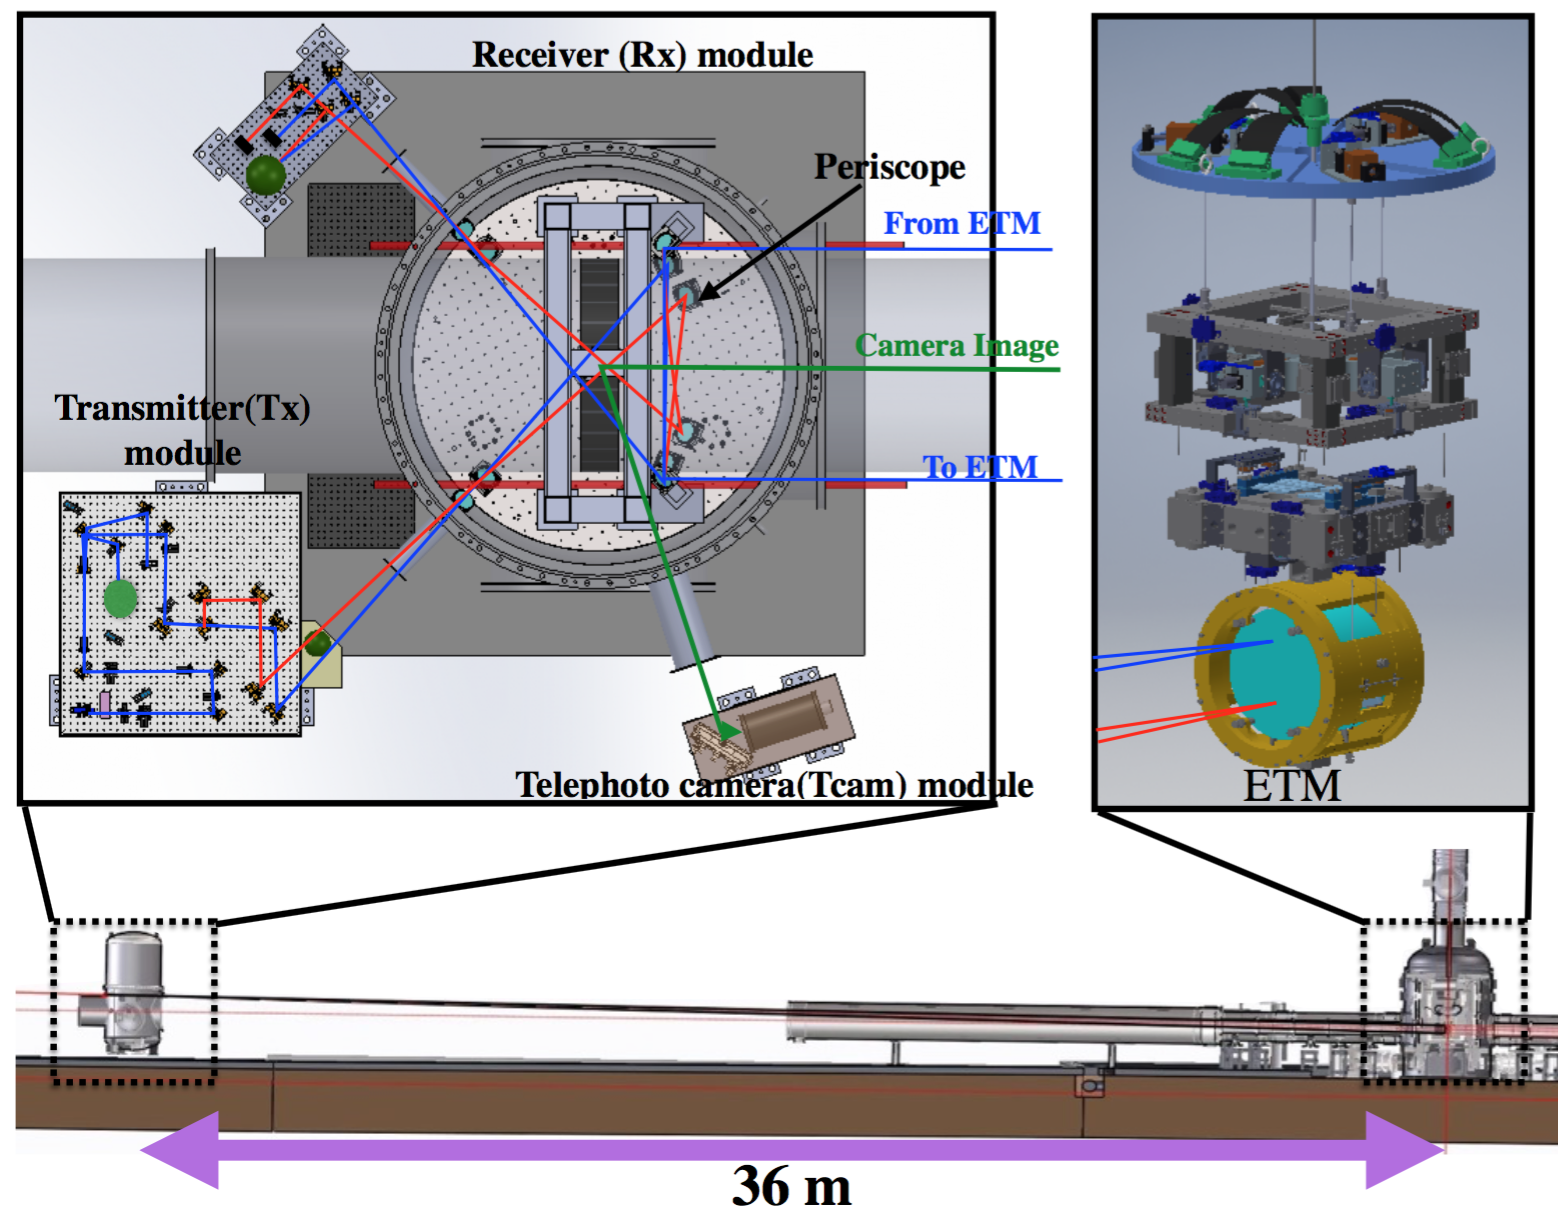 Receiver (Rx) module
Periscope
From ETM
Camera Image
Transmitter(Tx)
module
To ETM
Telephoto camera(Tcam) module
ETM
36 m